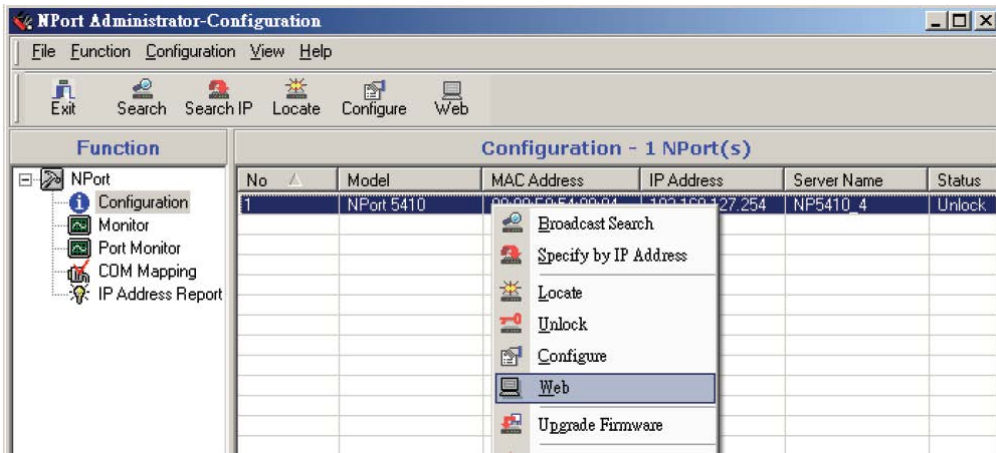 NPort Administrator-Configuration
File Function Configuration View Help
Exit Search Search IP Locate Configure Web
Function
Configuration - 1 NPort(s)
NPort
Configuration
Monitor
Port Monitor
COM Mapping
IP Address Report
No Model MAC Address IP Address Server Name Status
1 NPort 5410 127.254 NP5410_4 Unlock
Broadcast Search
Specify by IP Address
Locate
Unlock
Configure
Web
Upgrade Firmware